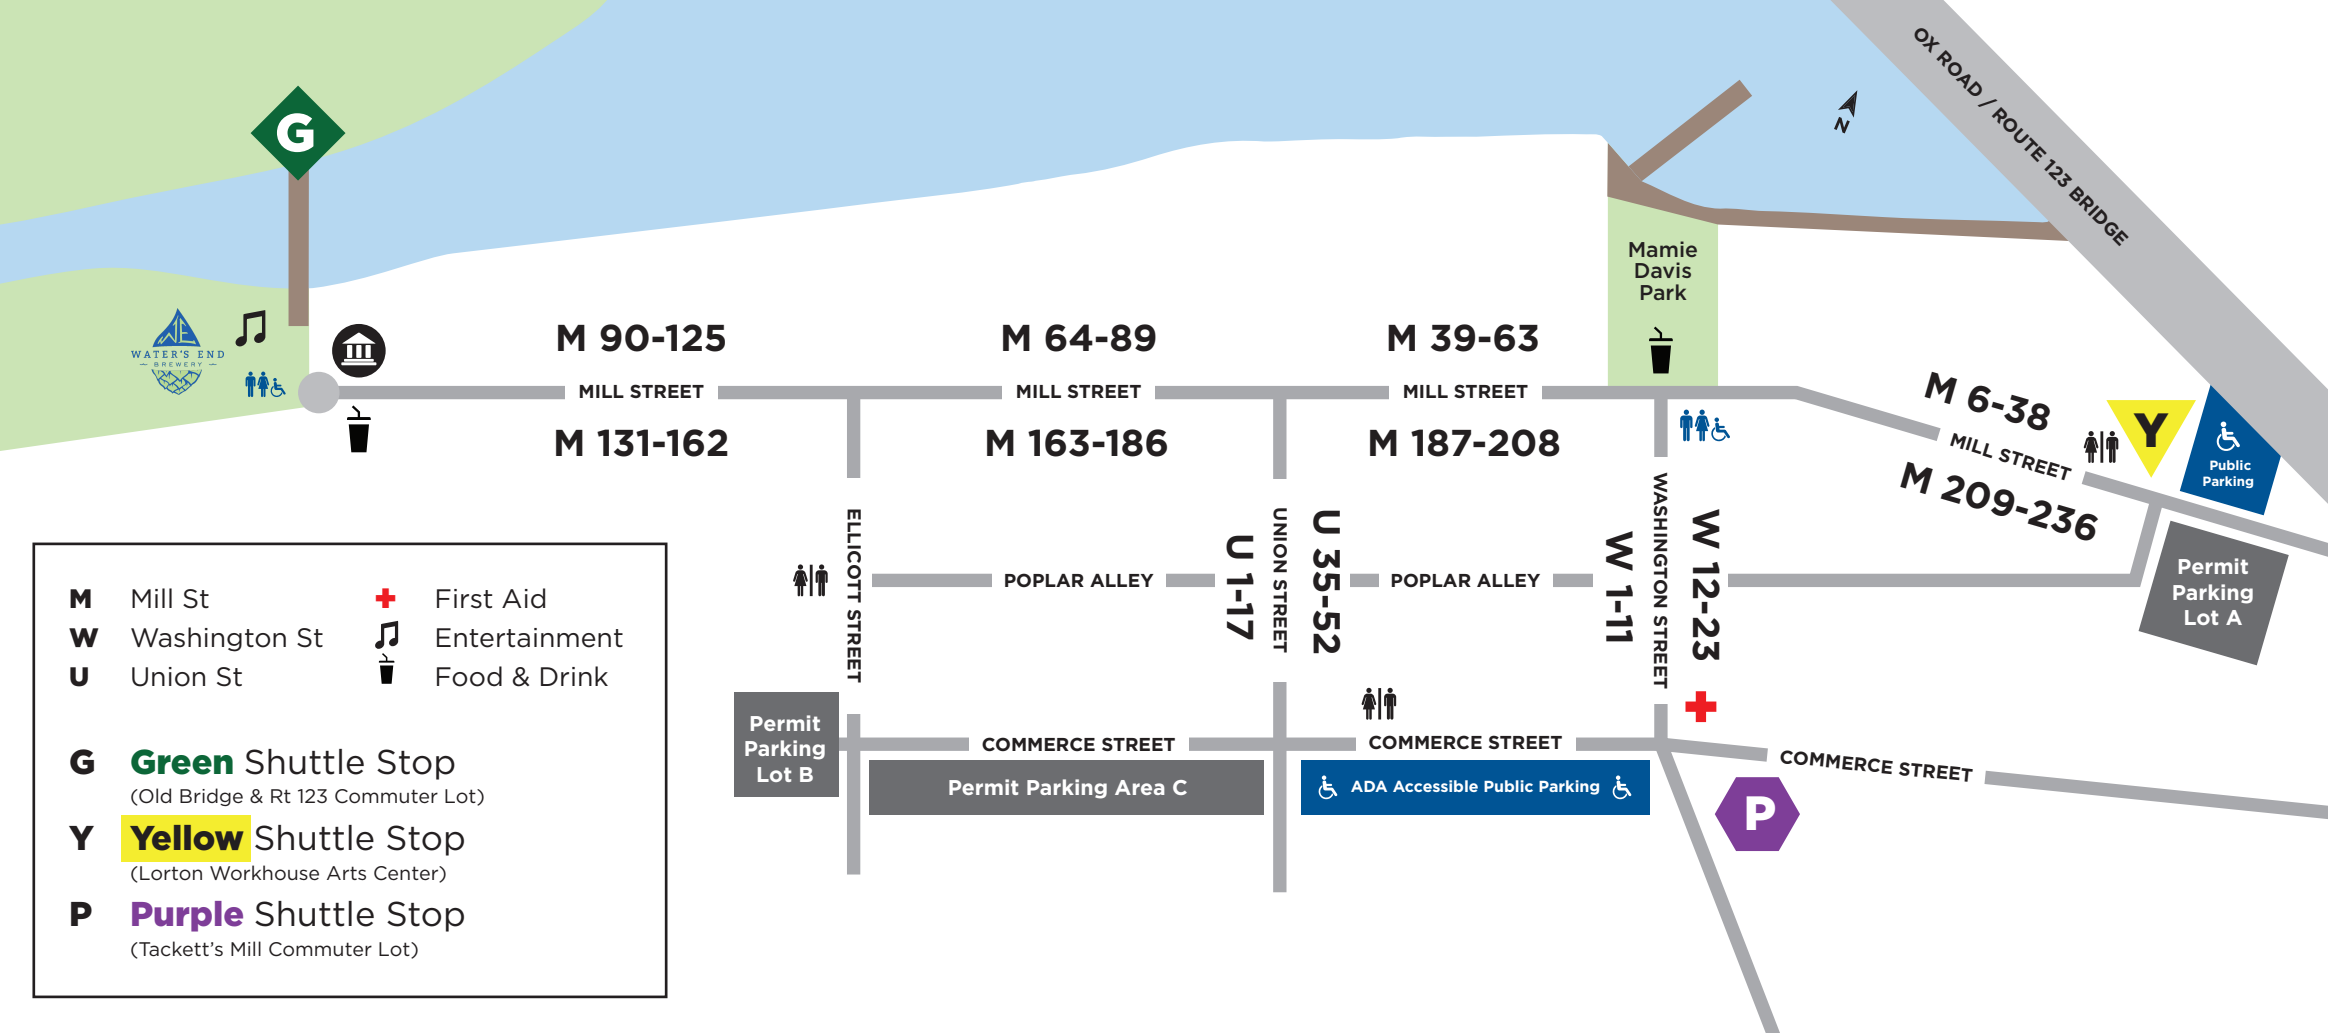 OX ROAD / ROUTE 123 BRIDGE
G
N
Mamie
Davis
Park
WE
WATER'S END
BREWERY
M 90-125
M 64-89
M 39-63
MILL STREET
MILL STREET
MILL STREET
M 131-162
M 163-186
M 187-208
M 6-38
MILL STREET
M 209-236
Y
Public
Parking
Permit
Parking
Lot A
ELLICOTT STREET
POPLAR ALLEY
U 1-17
UNION STREET
U 35-52
POPLAR ALLEY
W 1-11
WASHINGTON STREET
W 12-23
Permit
Parking
Lot B
COMMERCE STREET
COMMERCE STREET
COMMERCE STREET
Permit Parking Area C
ADA Accessible Public Parking
P
M Mill St
W Washington St
U Union St
First Aid
Entertainment
Food & Drink
G Green Shuttle Stop
(Old Bridge & Rt 123 Commuter Lot)
Y Yellow Shuttle Stop
(Lorton Workhouse Arts Center)
P Purple Shuttle Stop
(Tackett's Mill Commuter Lot)